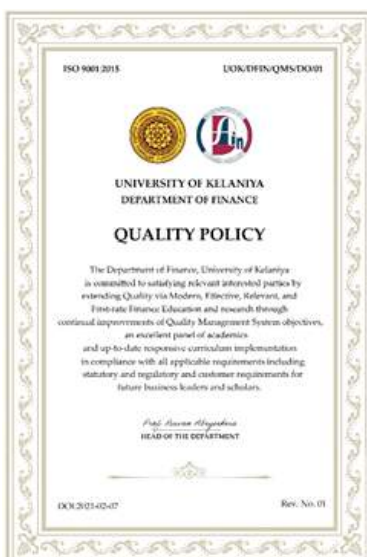 ISO 9001:2015
UOK/DFIN/QMS/DO/01
Fin
UNIVERSITY OF KELANIYA
DEPARTMENT OF FINANCE
QUALITY POLICY
The Department of Finance, University of Kelaniya
is committed to satisfying relevant interested parties by
extending Quality via Modern, Effective, Relevant, and
First-rate Finance Education and research through
continual improvements of Quality Management System objectives,
an excellent panel of academics
and up-to-date responsive curriculum implementation
in compliance with all applicable requirements including
statutory and regulatory and customer requirements for
future business leaders and scholars.
Prof.
HEAD OF THE DEPARTMENT
DOI:2021-02-07
Rev. No. 01